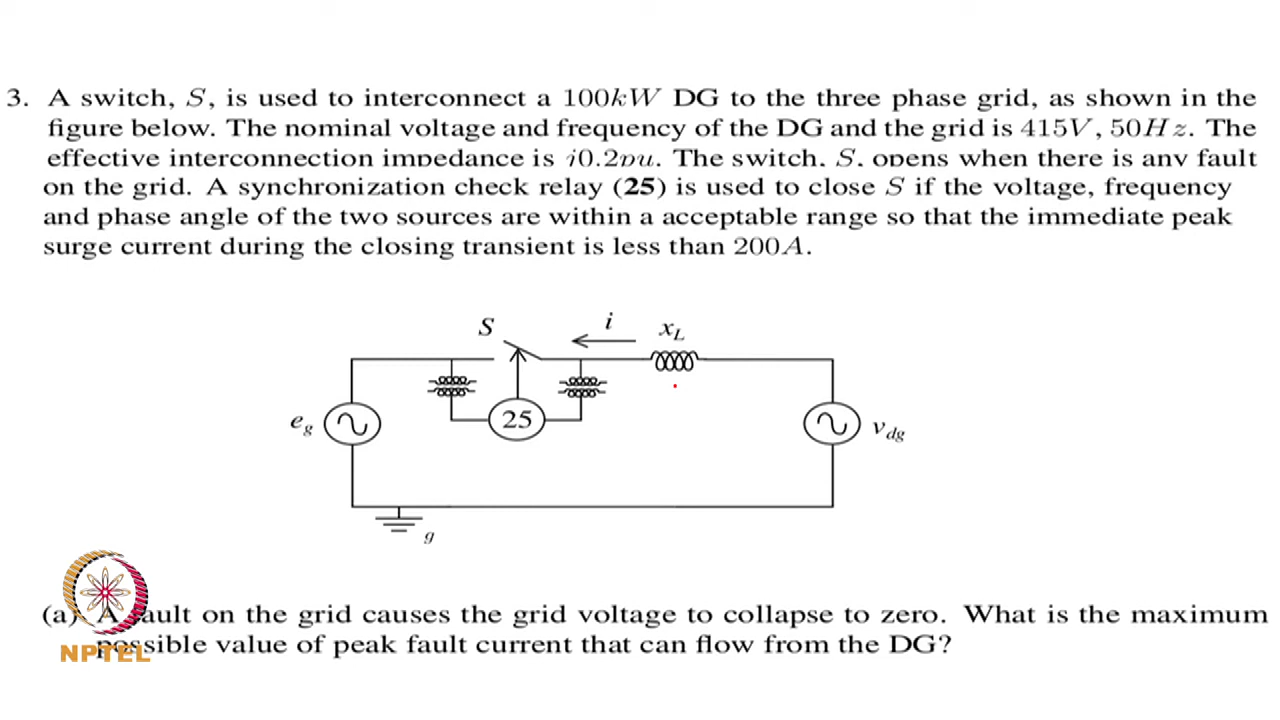 3. A switch, S, is used to interconnect a 100kW DG to the three phase grid, as shown in the
figure below. The nominal voltage and frequency of the DG and the grid is 415V, 50Hz. The
effective interconnection impedance is j0.2pu. The switch, S, opens when there is any fault
on the grid. A synchronization check relay (25) is used to close S if the voltage, frequency
and phase angle of the two sources are within a acceptable range so that the immediate peak
surge current during the closing transient is less than 200A.
S
i
x_L
e_g
25
v_dg
g
(a) A fault on the grid causes the grid voltage to collapse to zero. What is the maximum
possible value of peak fault current that can flow from the DG?
NPTEL